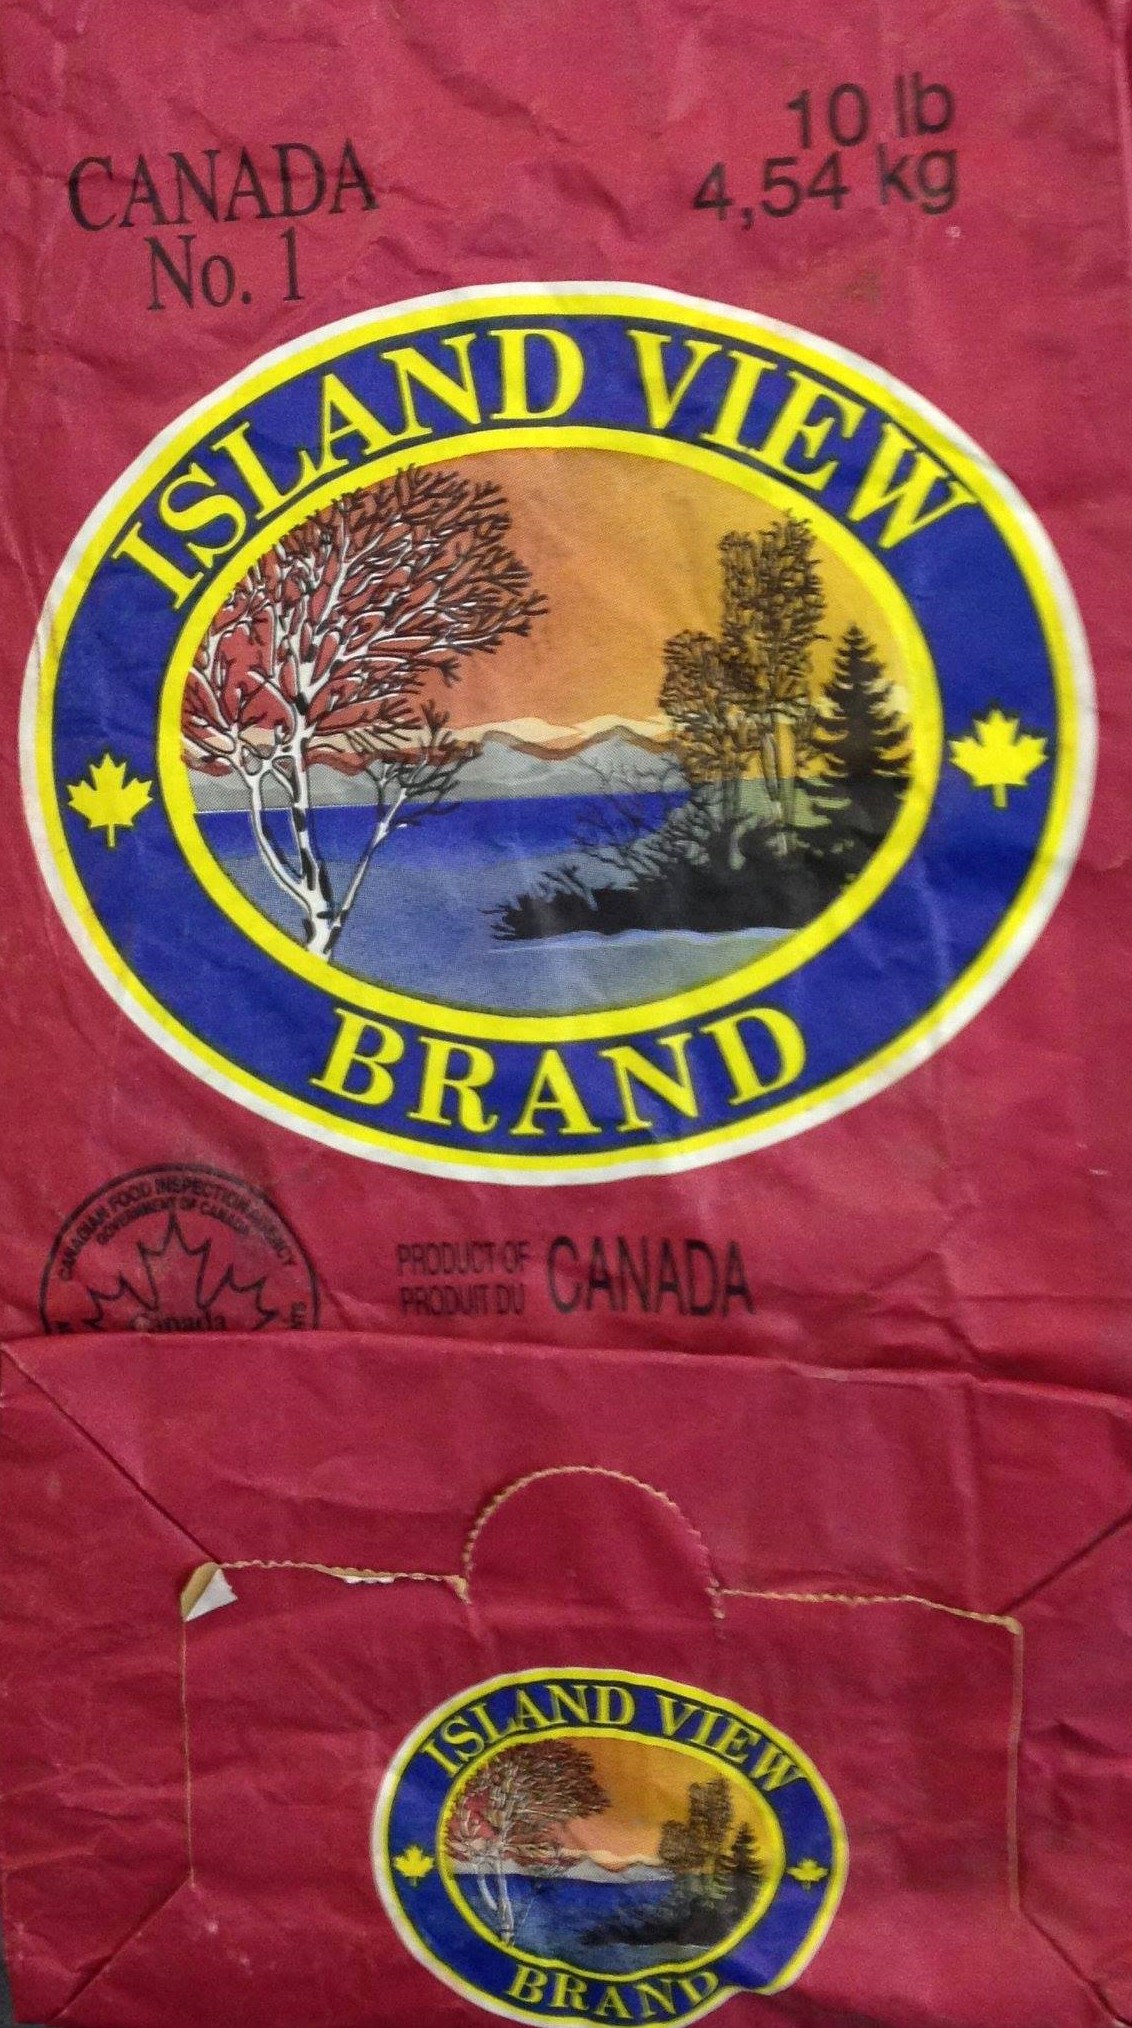 10 lb
4,54 kg
CANADA
No. 1
ISLAND VIEW
BRAND
CANADIAN FOOD INSPECTION AGENCY
GOVERNMENT OF CANADA
Canada
PRODUCT OF
PRODUIT DU
CANADA
ISLAND VIEW
BRAND